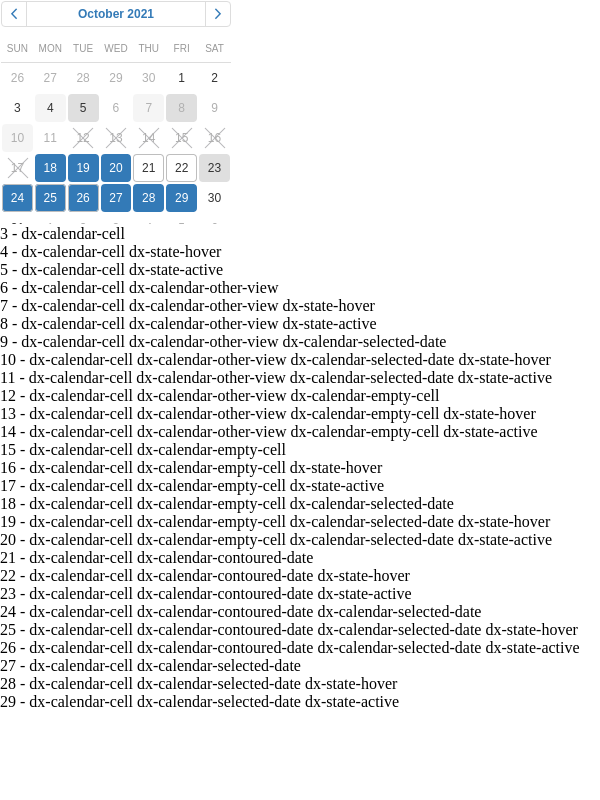 October 2021
SUN MON TUE WED THU FRI SAT
26 27 28 29 30 1 2
3 4 5 6 7 8 9
10 11 12 13 14 15 16
17 18 19 20 21 22 23
24 25 26 27 28 29 30
3 - dx-calendar-cell
4 - dx-calendar-cell dx-state-hover
5 - dx-calendar-cell dx-state-active
6 - dx-calendar-cell dx-calendar-other-view
7 - dx-calendar-cell dx-calendar-other-view dx-state-hover
8 - dx-calendar-cell dx-calendar-other-view dx-state-active
9 - dx-calendar-cell dx-calendar-other-view dx-calendar-selected-date
10 - dx-calendar-cell dx-calendar-other-view dx-calendar-selected-date dx-state-hover
11 - dx-calendar-cell dx-calendar-other-view dx-calendar-selected-date dx-state-active
12 - dx-calendar-cell dx-calendar-other-view dx-calendar-empty-cell
13 - dx-calendar-cell dx-calendar-other-view dx-calendar-empty-cell dx-state-hover
14 - dx-calendar-cell dx-calendar-other-view dx-calendar-empty-cell dx-state-active
15 - dx-calendar-cell dx-calendar-empty-cell
16 - dx-calendar-cell dx-calendar-empty-cell dx-state-hover
17 - dx-calendar-cell dx-calendar-empty-cell dx-state-active
18 - dx-calendar-cell dx-calendar-empty-cell dx-calendar-selected-date
19 - dx-calendar-cell dx-calendar-empty-cell dx-calendar-selected-date dx-state-hover
20 - dx-calendar-cell dx-calendar-empty-cell dx-calendar-selected-date dx-state-active
21 - dx-calendar-cell dx-calendar-contoured-date
22 - dx-calendar-cell dx-calendar-contoured-date dx-state-hover
23 - dx-calendar-cell dx-calendar-contoured-date dx-state-active
24 - dx-calendar-cell dx-calendar-contoured-date dx-calendar-selected-date
25 - dx-calendar-cell dx-calendar-contoured-date dx-calendar-selected-date dx-state-hover
26 - dx-calendar-cell dx-calendar-contoured-date dx-calendar-selected-date dx-state-active
27 - dx-calendar-cell dx-calendar-selected-date
28 - dx-calendar-cell dx-calendar-selected-date dx-state-hover
29 - dx-calendar-cell dx-calendar-selected-date dx-state-active